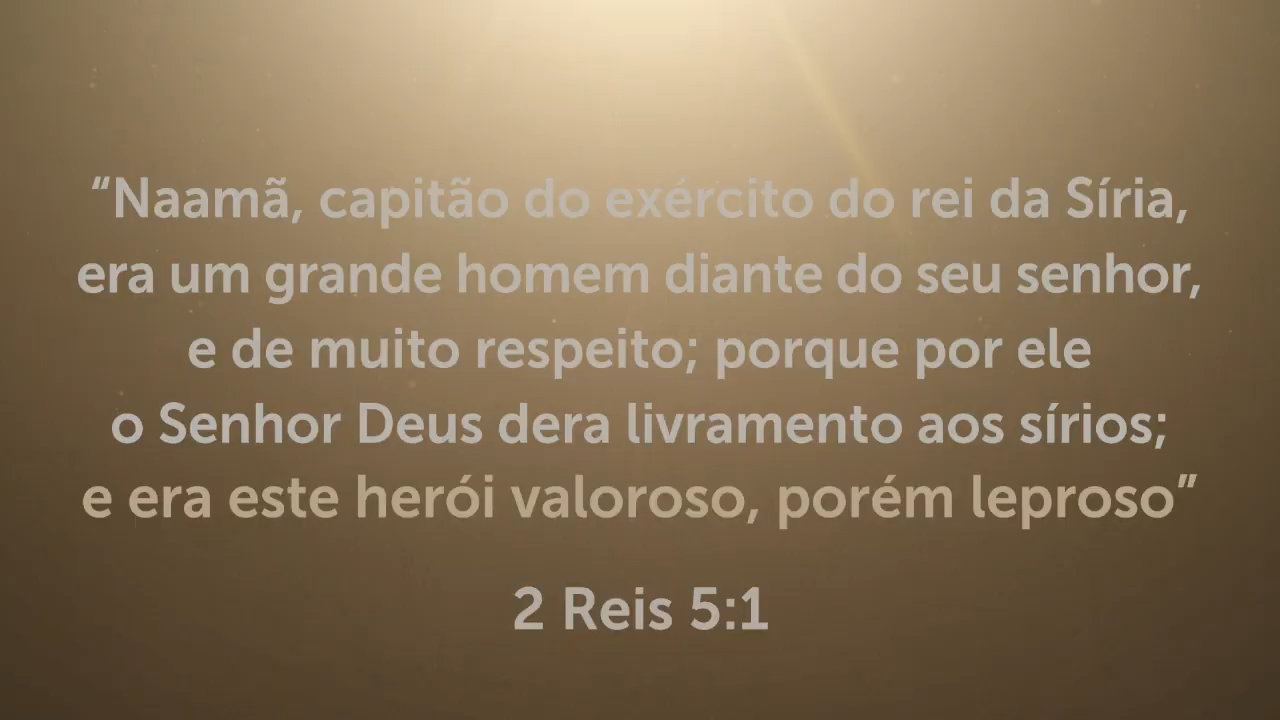 “Naamã, capitão do exército do rei da Síria,
era um grande homem diante do seu senhor,
e de muito respeito; porque por ele
o Senhor Deus dera livramento aos sírios;
e era este herói valoroso, porém leproso”
2 Reis 5:1